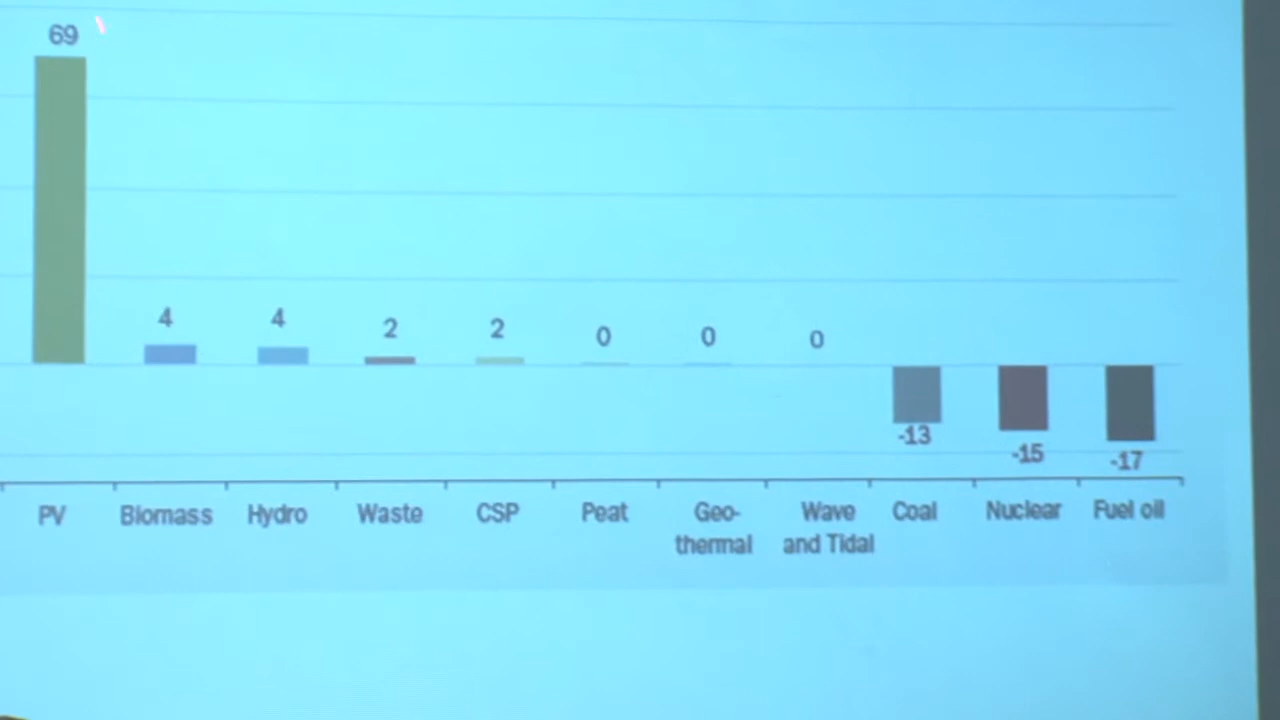 69
4
4
2
2
0
0
0
-13
-15
-17
PV
Biomass
Hydro
Waste
CSP
Peat
Geo-
thermal
Wave
and Tidal
Coal
Nuclear
Fuel oil